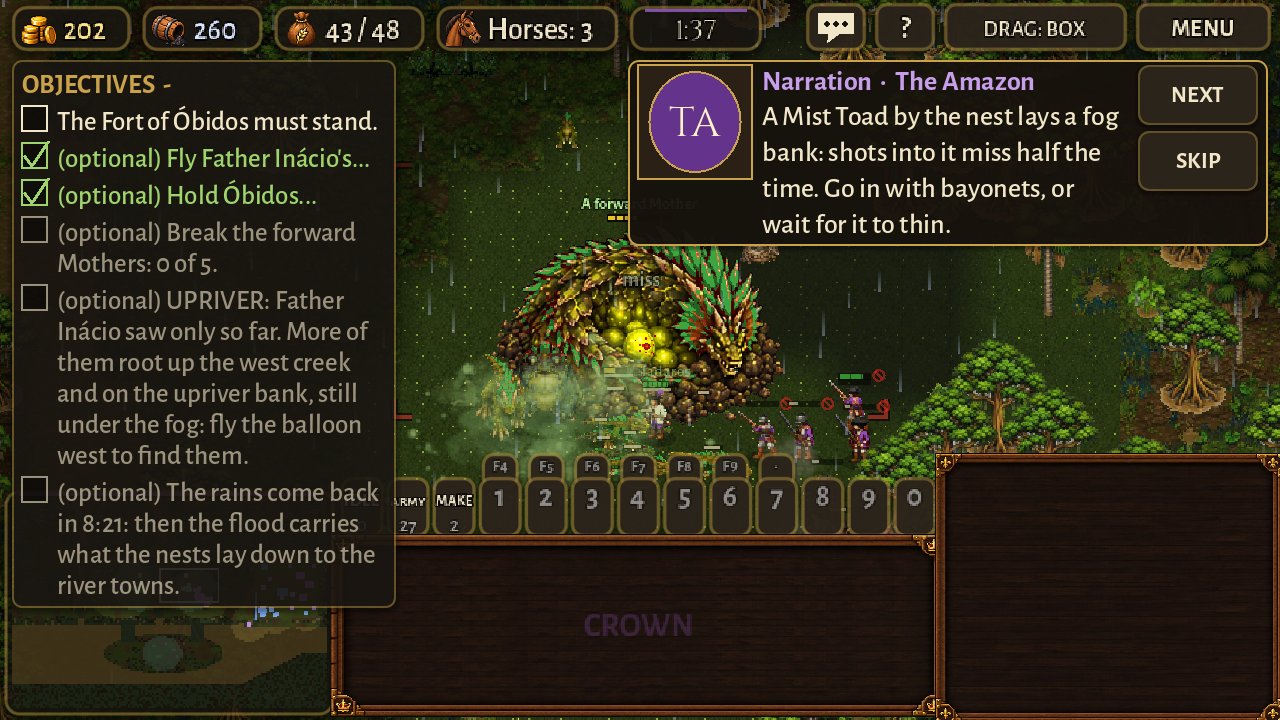 202
260
43 / 48
Horses: 3
1:37
?
DRAG: BOX
MENU
OBJECTIVES -
The Fort of Óbidos must stand.
(optional) Fly Father Inácio's...
(optional) Hold Óbidos...
(optional) Break the forward
Mothers: 0 of 5.
(optional) UPRIVER: Father
Inácio saw only so far. More of
them root up the west creek
and on the upriver bank, still
under the fog: fly the balloon
west to find them.
(optional) The rains come back
in 8:21: then the flood carries
what the nests lay down to the
river towns.
TA
Narration · The Amazon
A Mist Toad by the nest lays a fog
bank: shots into it miss half the
time. Go in with bayonets, or
wait for it to thin.
NEXT
SKIP
A forward Mother
miss
F4
F5
F6
F7
F8
F9
ARMY
27
MAKE
2
1
2
3
4
5
6
7
8
9
0
CROWN